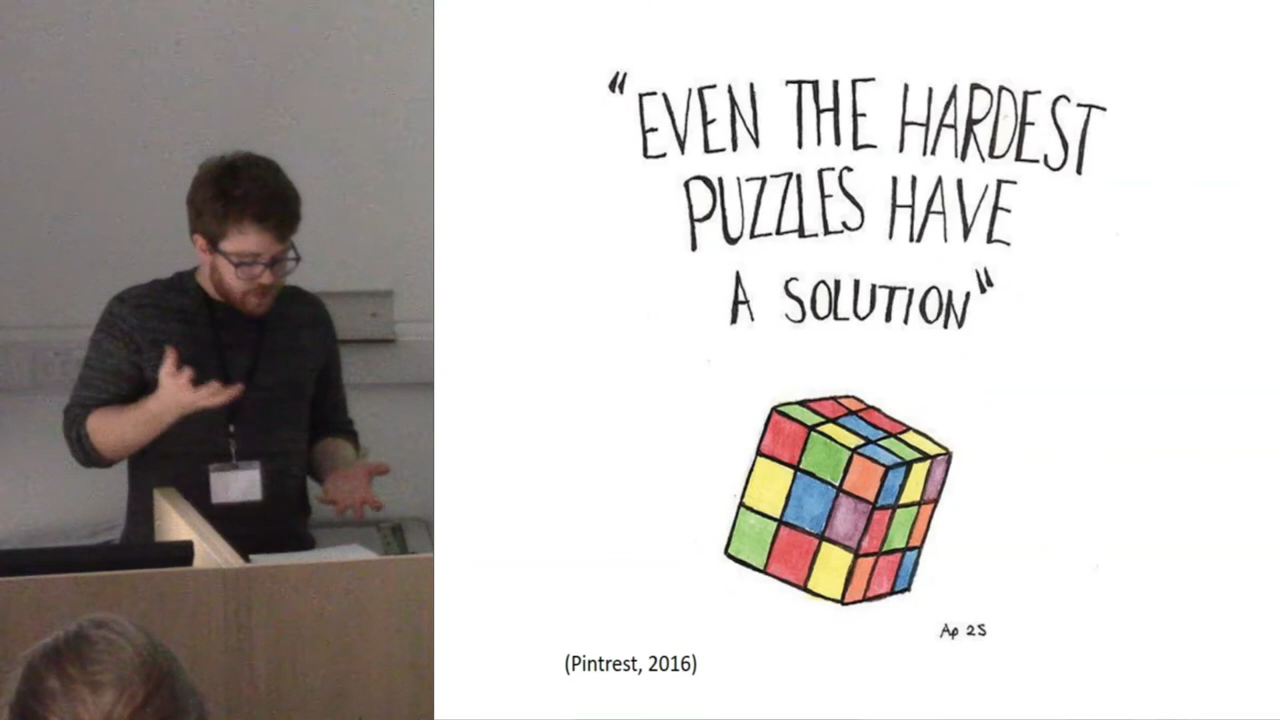 “EVEN THE HARDEST
PUZZLES HAVE
A SOLUTION"
Ap 25
(Pintrest, 2016)